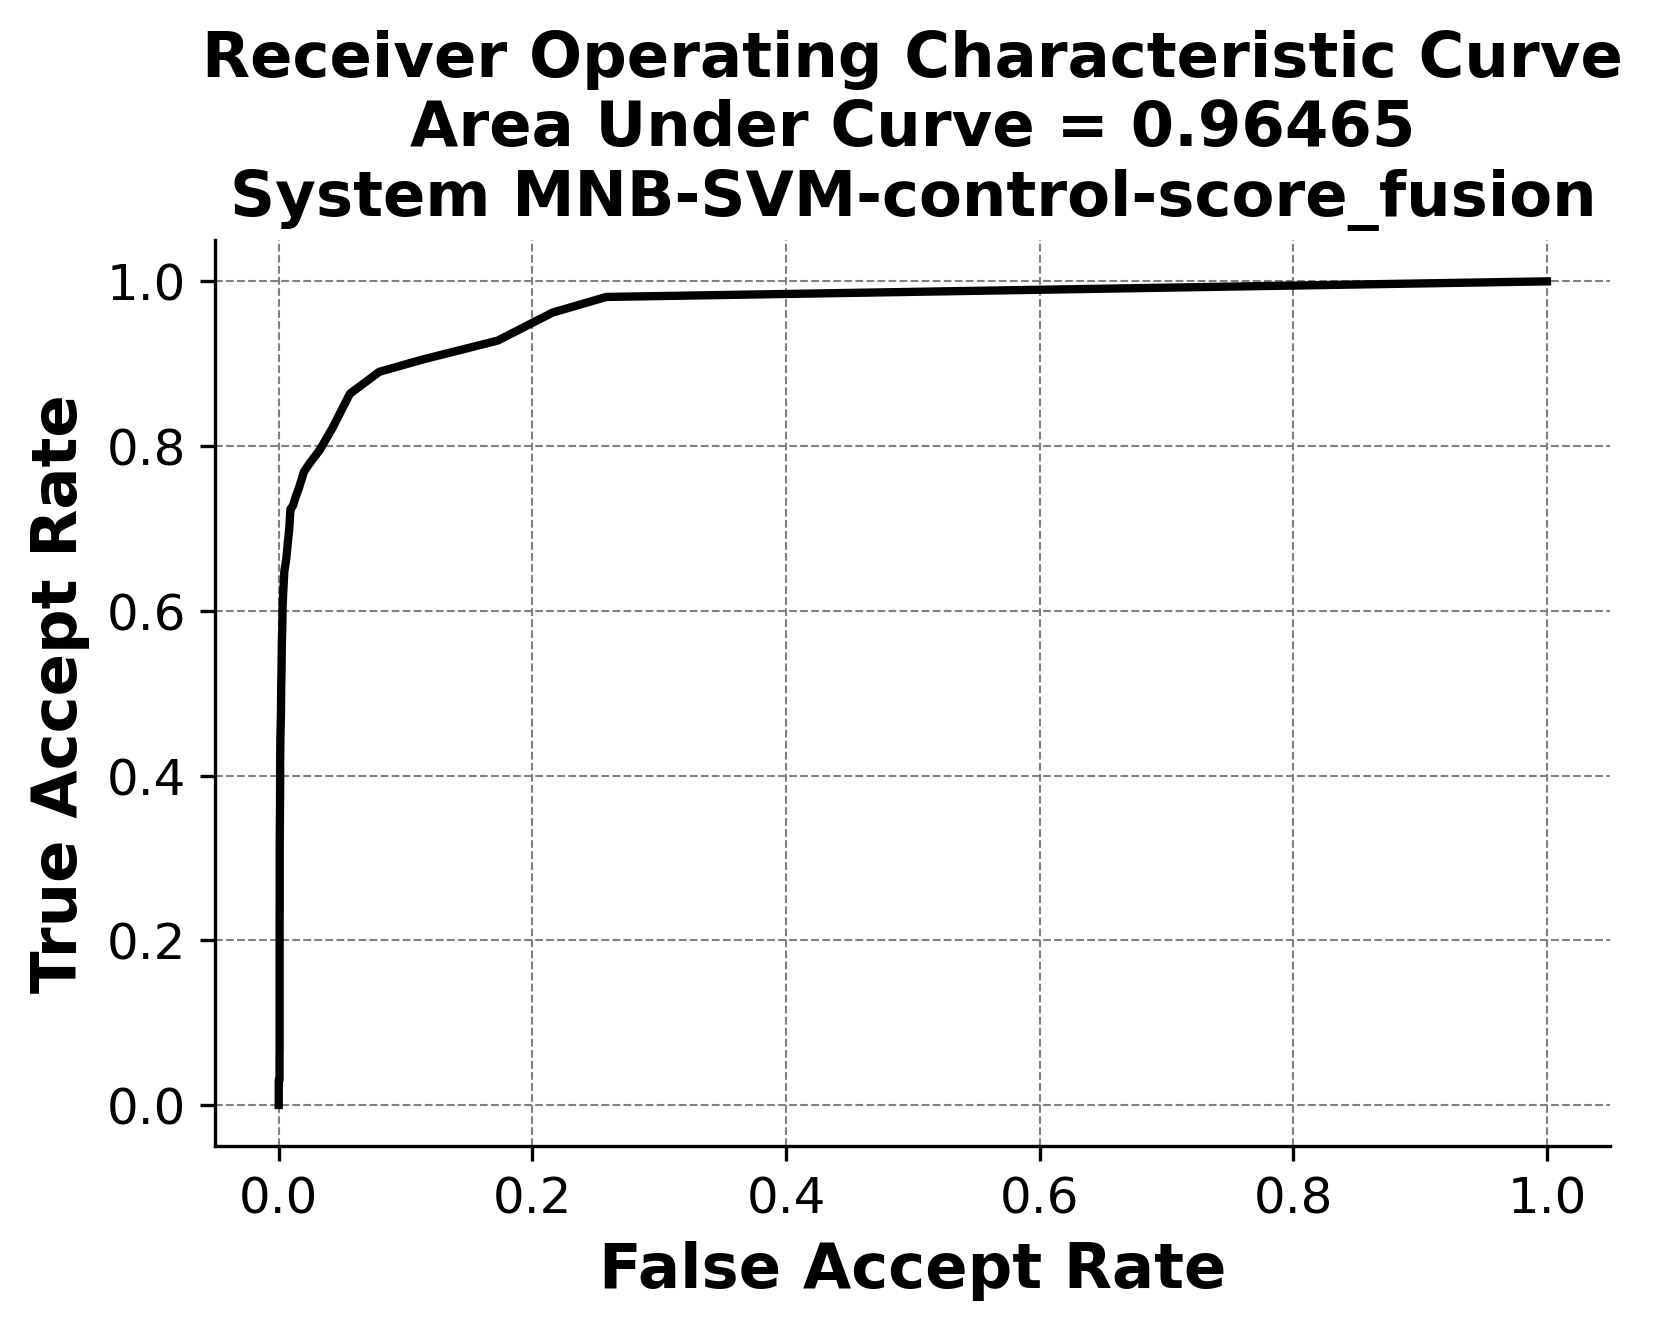 Receiver Operating Characteristic Curve
Area Under Curve = 0.96465
System MNB-SVM-control-score_fusion
True Accept Rate
1.0
0.8
0.6
0.4
0.2
0.0
0.0 0.2 0.4 0.6 0.8 1.0
False Accept Rate